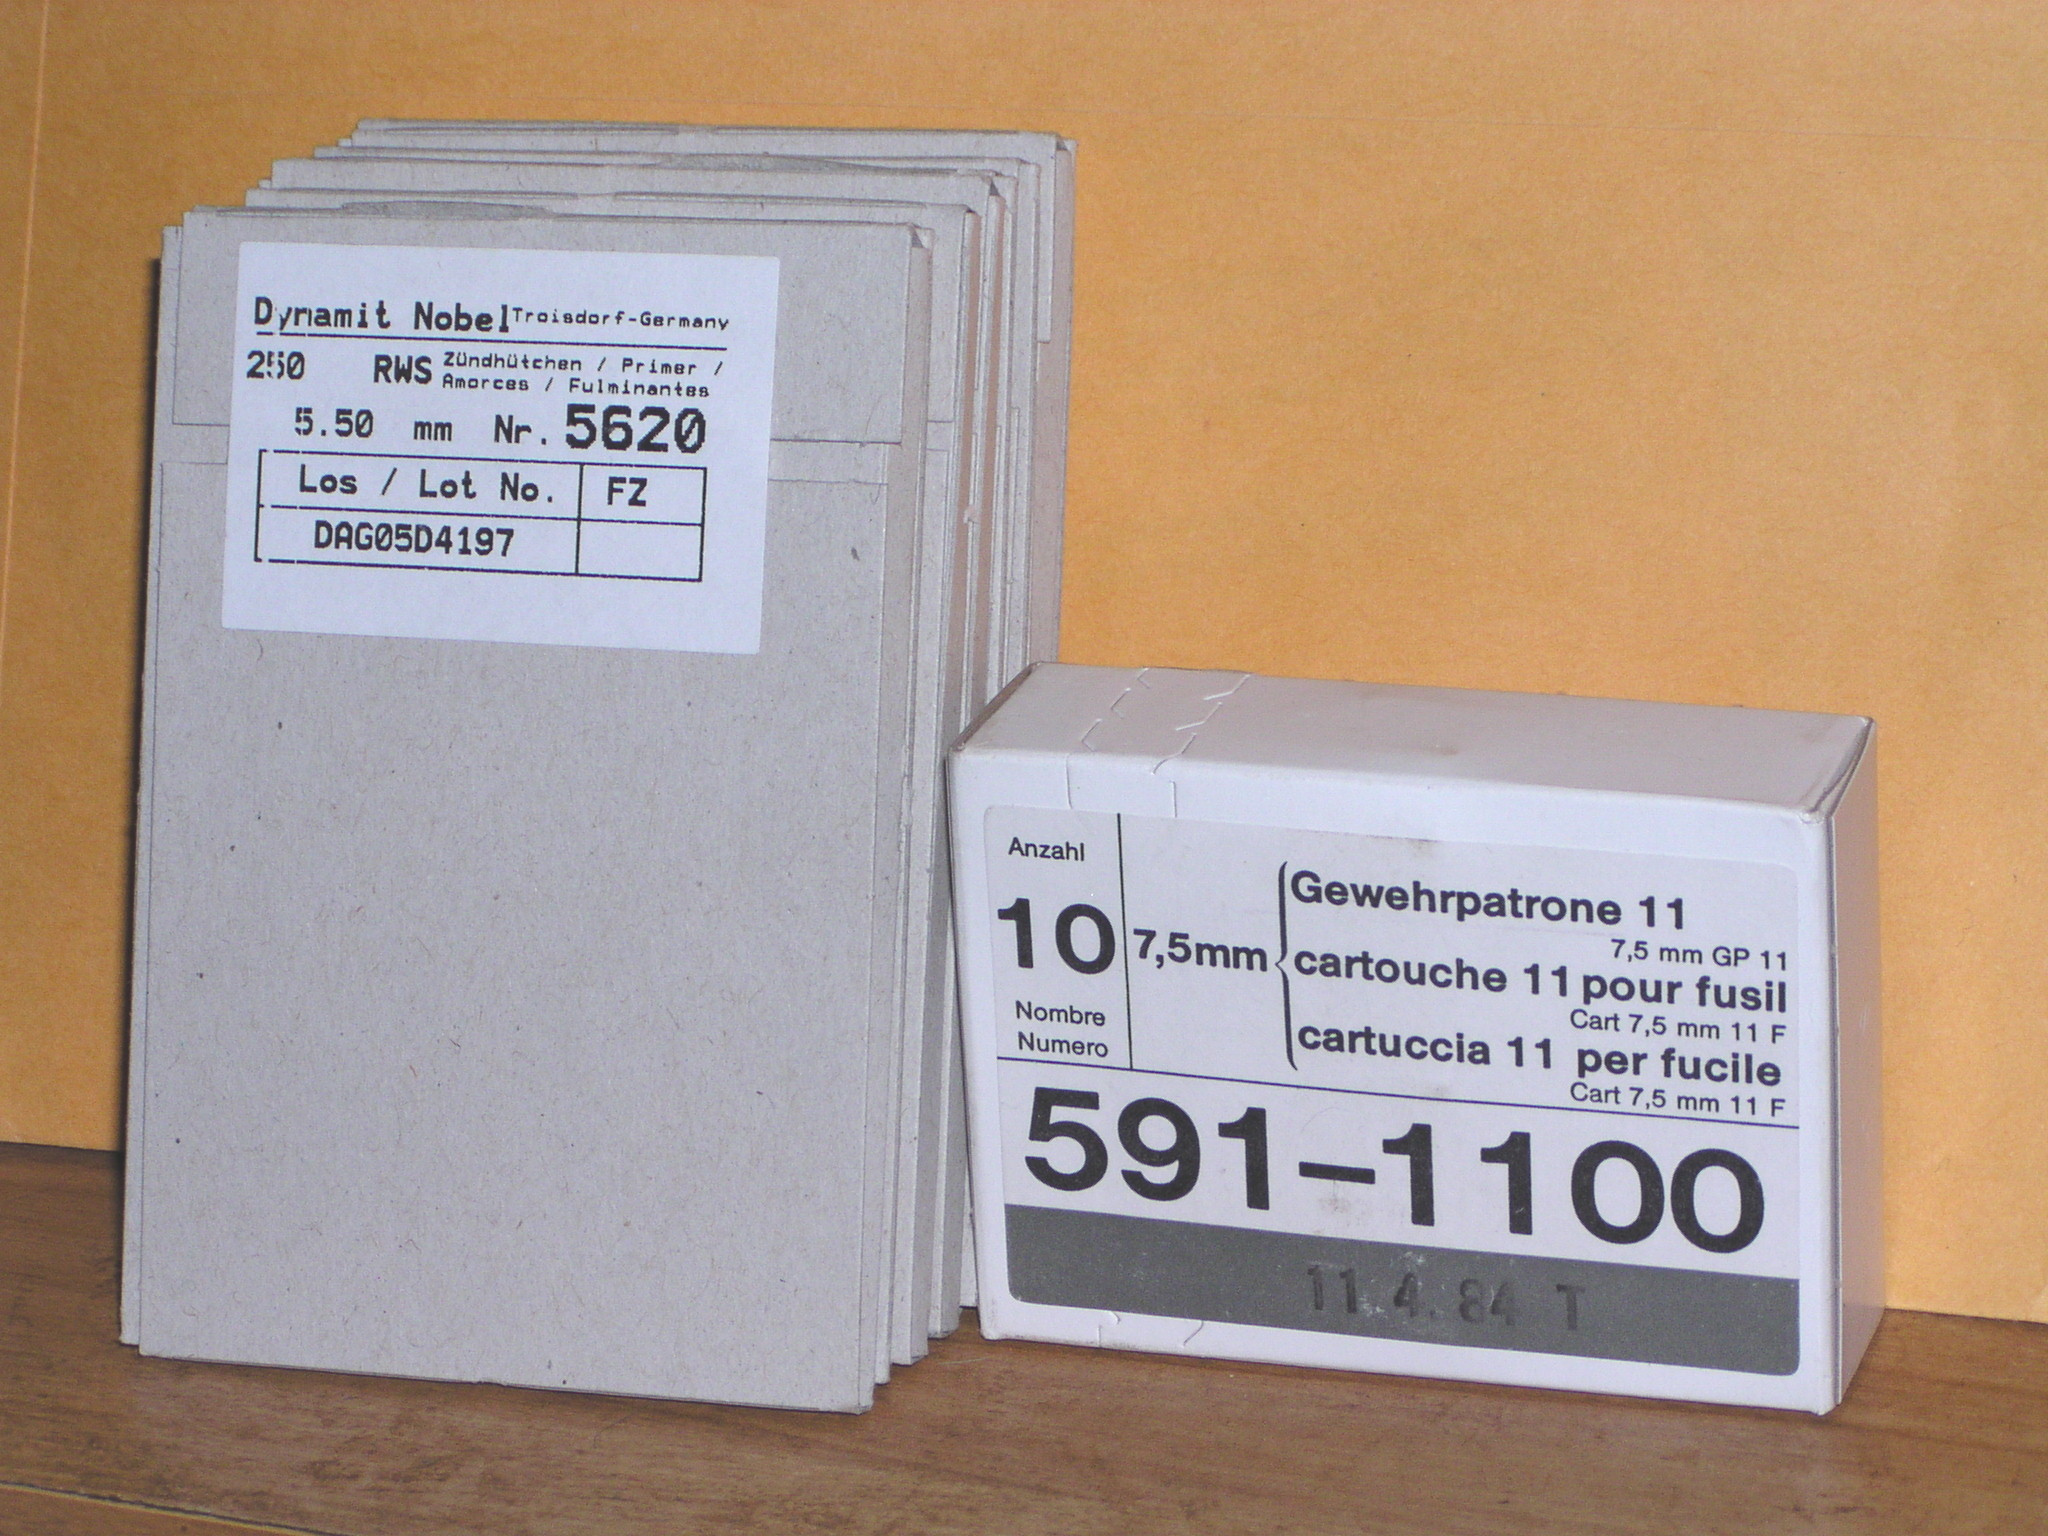 Dynamit Nobel Troisdorf-Germany
250 RWS Zündhütchen / Primer /
Amorces / Fulminantes
5.50 mm Nr. 5620
Los / Lot No. FZ
DAG05D4197
Anzahl
10
Nombre
Numero
7,5mm
Gewehrpatrone 11
7,5 mm GP 11
cartouche 11 pour fusil
Cart 7,5 mm 11 F
cartuccia 11 per fucile
Cart 7,5 mm 11 F
591-1100
11 4. 84 T